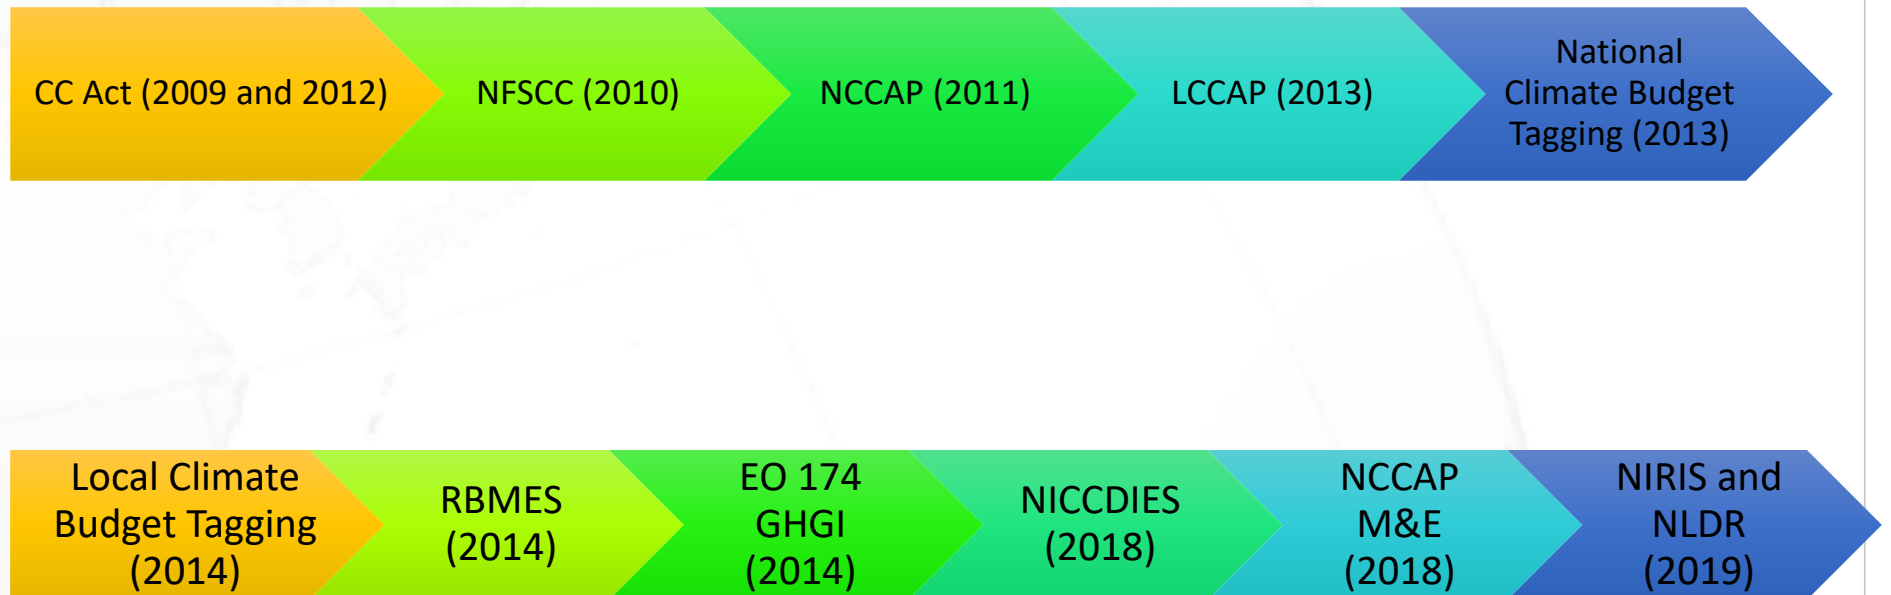 CC Act (2009 and 2012)
NFSCC (2010)
NCCAP (2011)
LCCAP (2013)
National
Climate Budget
Tagging (2013)
Local Climate
Budget Tagging
(2014)
RBMES
(2014)
EO 174
GHGI
(2014)
NICCDIES
(2018)
NCCAP
M&E
(2018)
NIRIS and
NLDR
(2019)